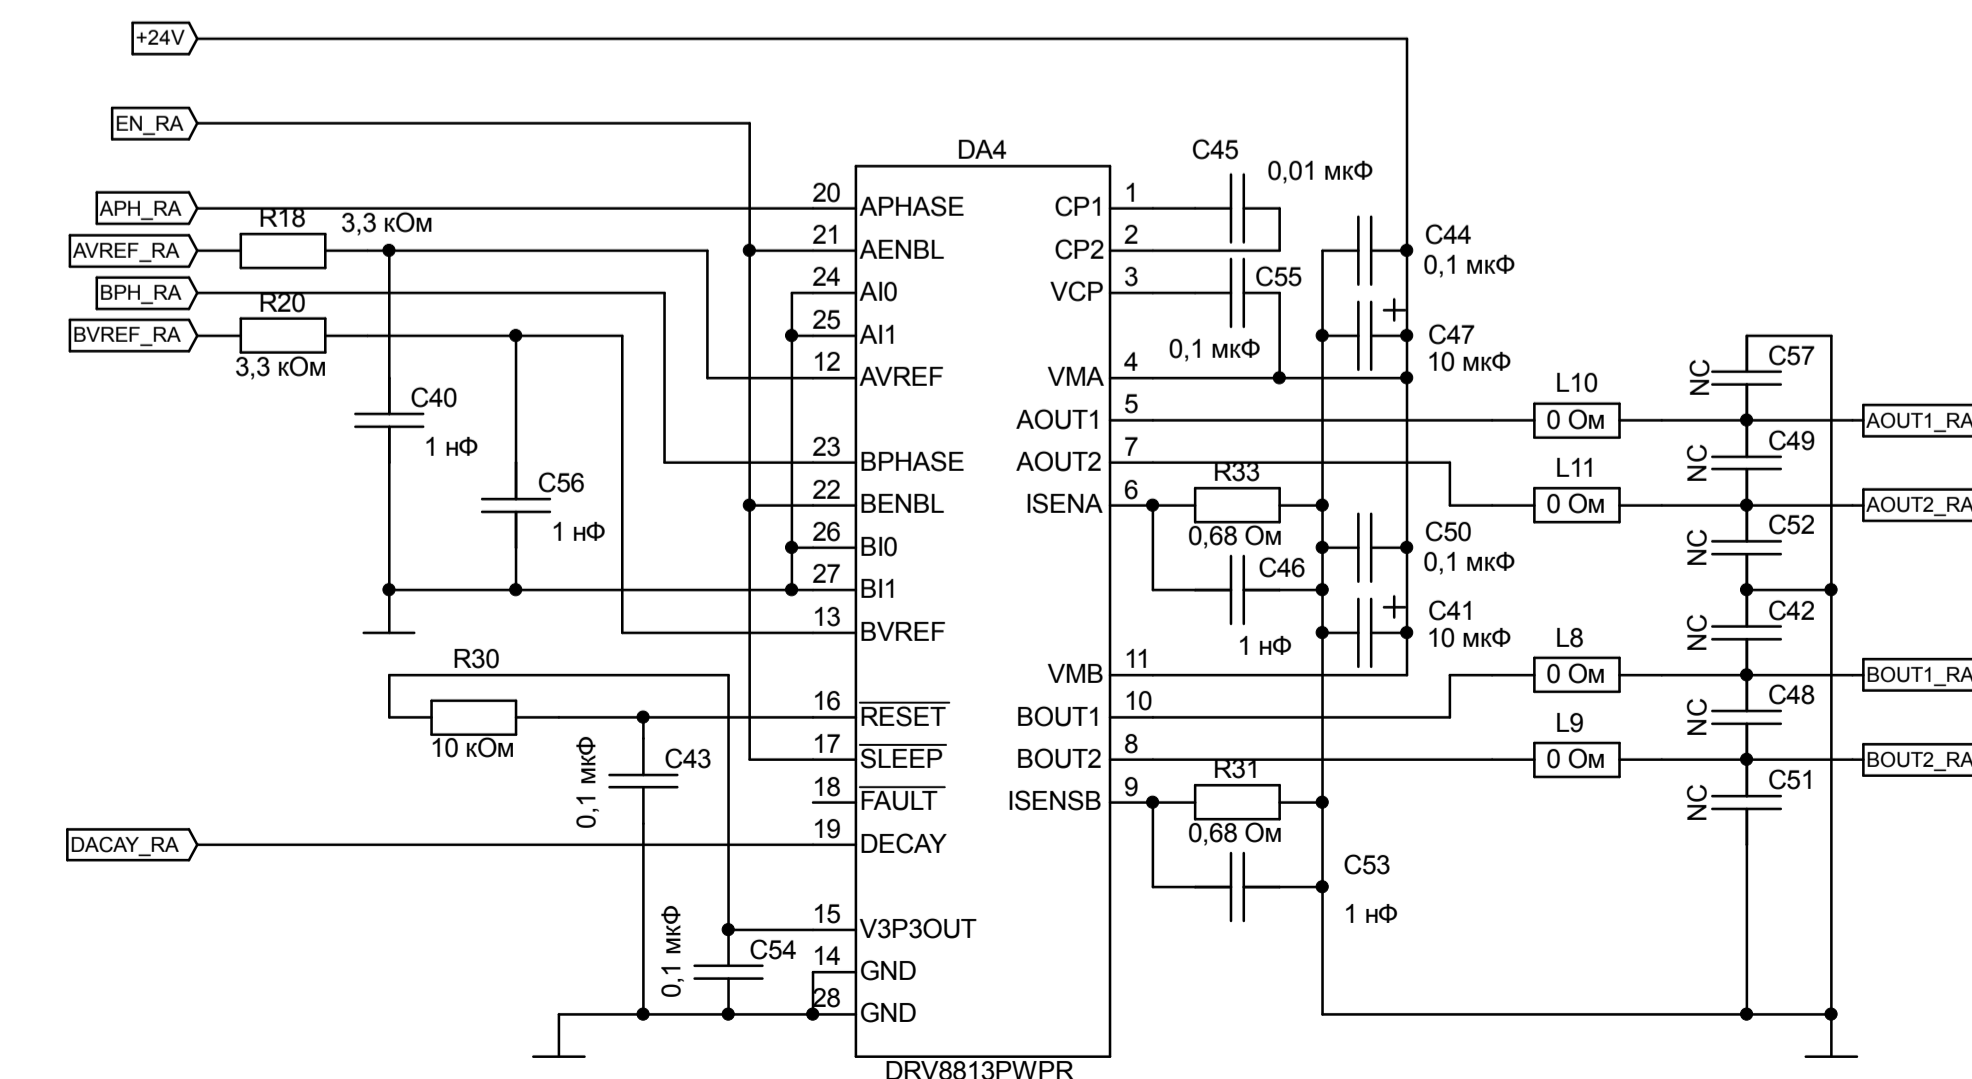 +24V
EN_RA
APH_RA
AVREF_RA
BPH_RA
BVREF_RA
DACAY_RA
R18
3,3 кОм
R20
3,3 кОм
C40
1 нФ
C56
1 нФ
R30
10 кОм
0,1 мкФ
C43
0,1 мкФ
C54
DA4
20 APHASE
21 AENBL
24 AI0
25 AI1
12 AVREF
23 BPHASE
22 BENBL
26 BI0
27 BI1
13 BVREF
16 RESET
17 SLEEP
18 FAULT
19 DECAY
15 V3P3OUT
14 GND
28 GND
CP1 1
CP2 2
VCP 3
VMA 4
AOUT1 5
AOUT2 7
ISENA 6
VMB 11
BOUT1 10
BOUT2 8
ISENSB 9
DRV8813PWPR
C45
0,01 мкФ
C55
0,1 мкФ
C44
0,1 мкФ
+
C47
10 мкФ
R33
0,68 Ом
C46
1 нФ
C50
0,1 мкФ
+
C41
10 мкФ
R31
0,68 Ом
C53
1 нФ
L10
0 Ом
L11
0 Ом
L8
0 Ом
L9
0 Ом
NC C57
NC C49
NC C52
NC C42
NC C48
NC C51
AOUT1_RA
AOUT2_RA
BOUT1_RA
BOUT2_RA